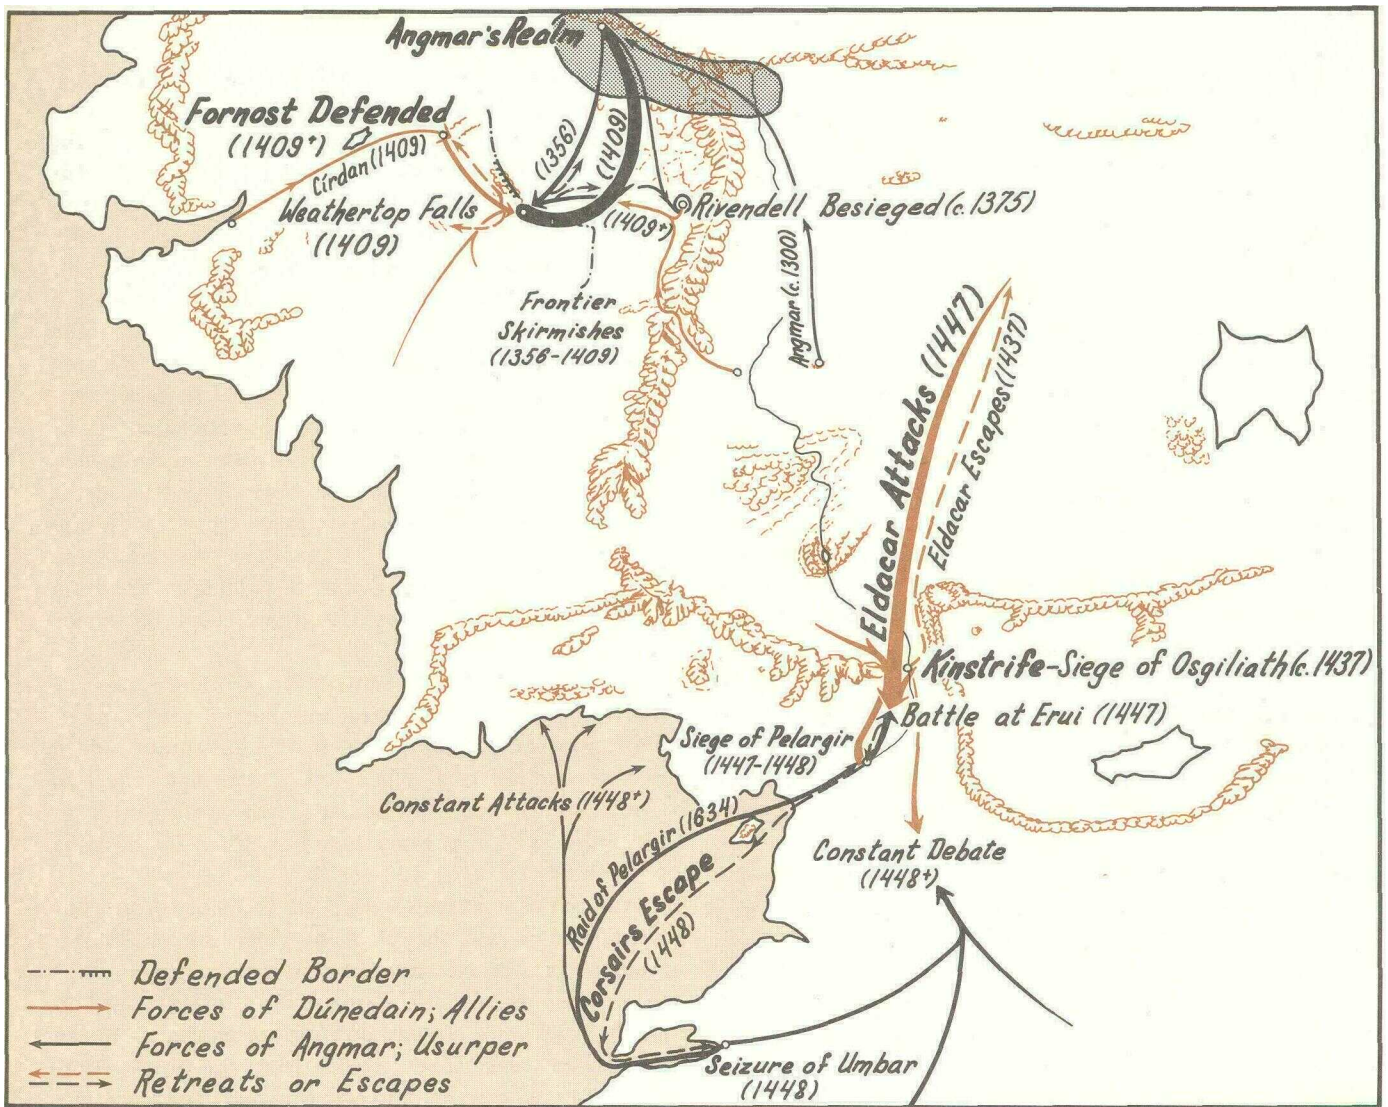 Angmar's Realm
Fornost Defended
(1409⁺)
Círdan (1409)
Weathertop Falls
(1409)
(1356)
(1409)
(1409⁺)
Rivendell Besieged (c. 1375)
Frontier
Skirmishes
(1356-1409)
Angmar (c. 1300)
Eldacar Attacks (1447)
Eldacar Escapes (1437)
Kinstrife-Siege of Osgiliath (c. 1437)
Battle at Erui (1447)
Siege of Pelargir
(1447-1448)
Constant Attacks (1448⁺)
Raid of Pelargir (1634)
Corsairs Escape
(1448)
Constant Debate
(1448⁺)
Seizure of Umbar
(1448)
Defended Border
Forces of Dúnedain; Allies
Forces of Angmar; Usurper
Retreats or Escapes